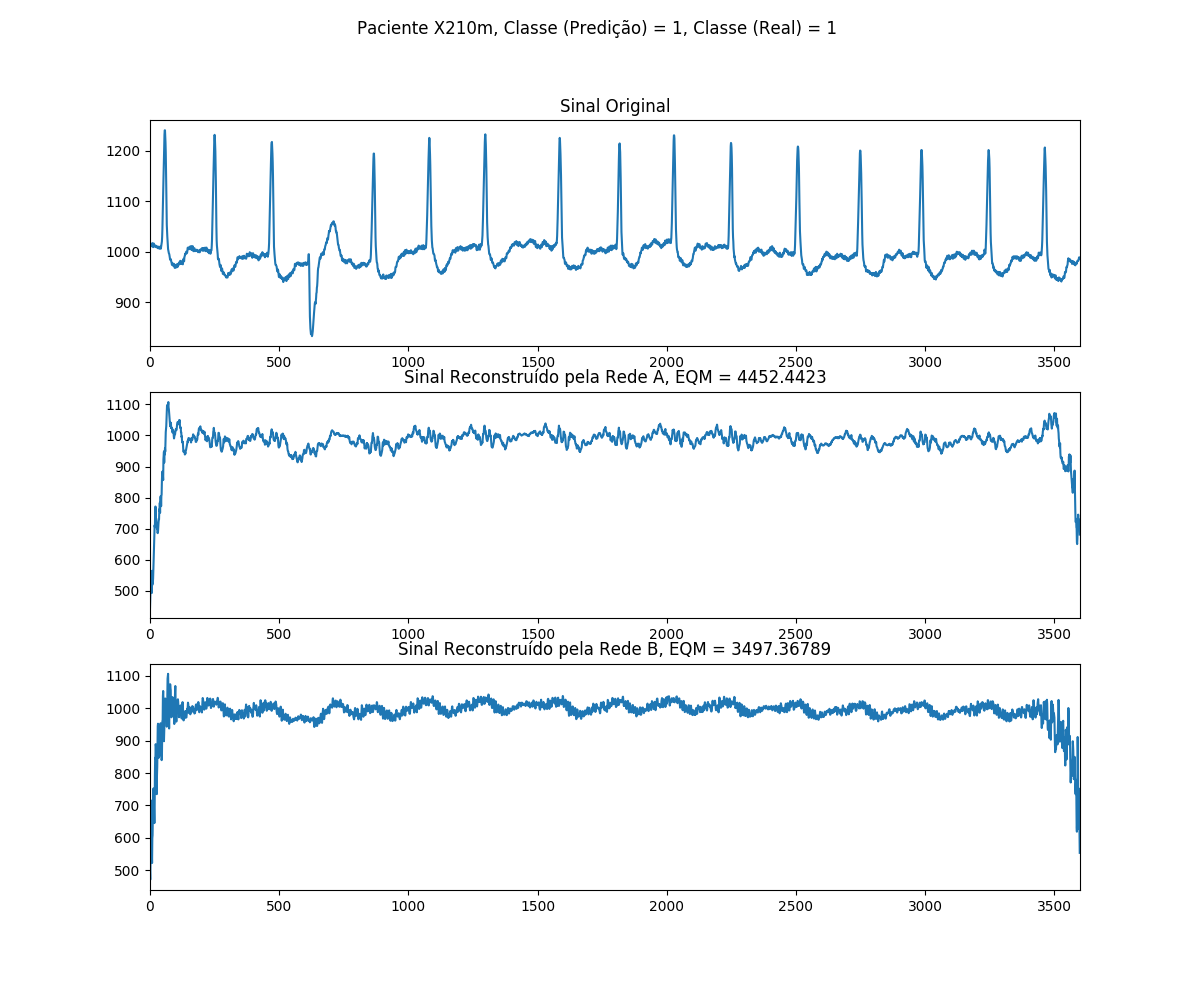 Paciente X210m, Classe (Predição) = 1, Classe (Real) = 1
Sinal Original
1200
1100
1000
900
0 500 1000 1500 2000 2500 3000 3500
Sinal Reconstruído pela Rede A, EQM = 4452.4423
1100
1000
900
800
700
600
500
0 500 1000 1500 2000 2500 3000 3500
Sinal Reconstruído pela Rede B, EQM = 3497.36789
1100
1000
900
800
700
600
500
0 500 1000 1500 2000 2500 3000 3500